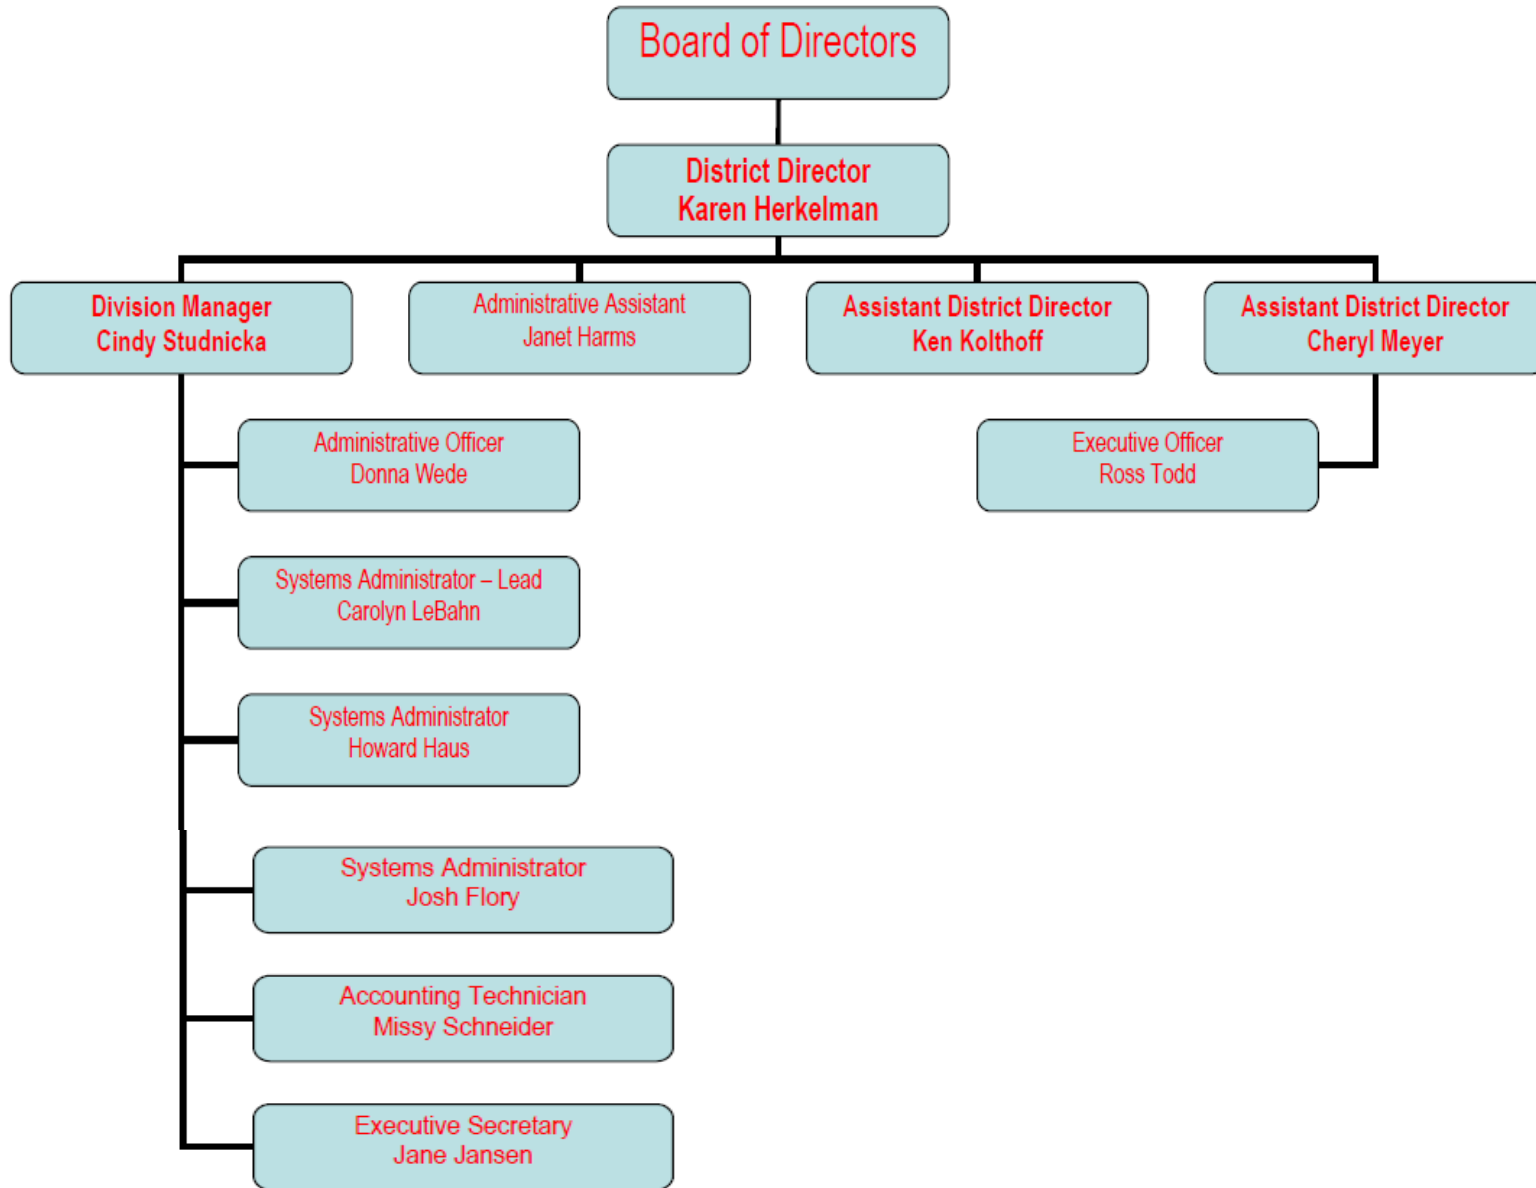 Board of Directors
District Director
Karen Herkelman
Division Manager
Cindy Studnicka
Administrative Assistant
Janet Harms
Assistant District Director
Ken Kolthoff
Assistant District Director
Cheryl Meyer
Administrative Officer
Donna Wede
Executive Officer
Ross Todd
Systems Administrator – Lead
Carolyn LeBahn
Systems Administrator
Howard Haus
Systems Administrator
Josh Flory
Accounting Technician
Missy Schneider
Executive Secretary
Jane Jansen